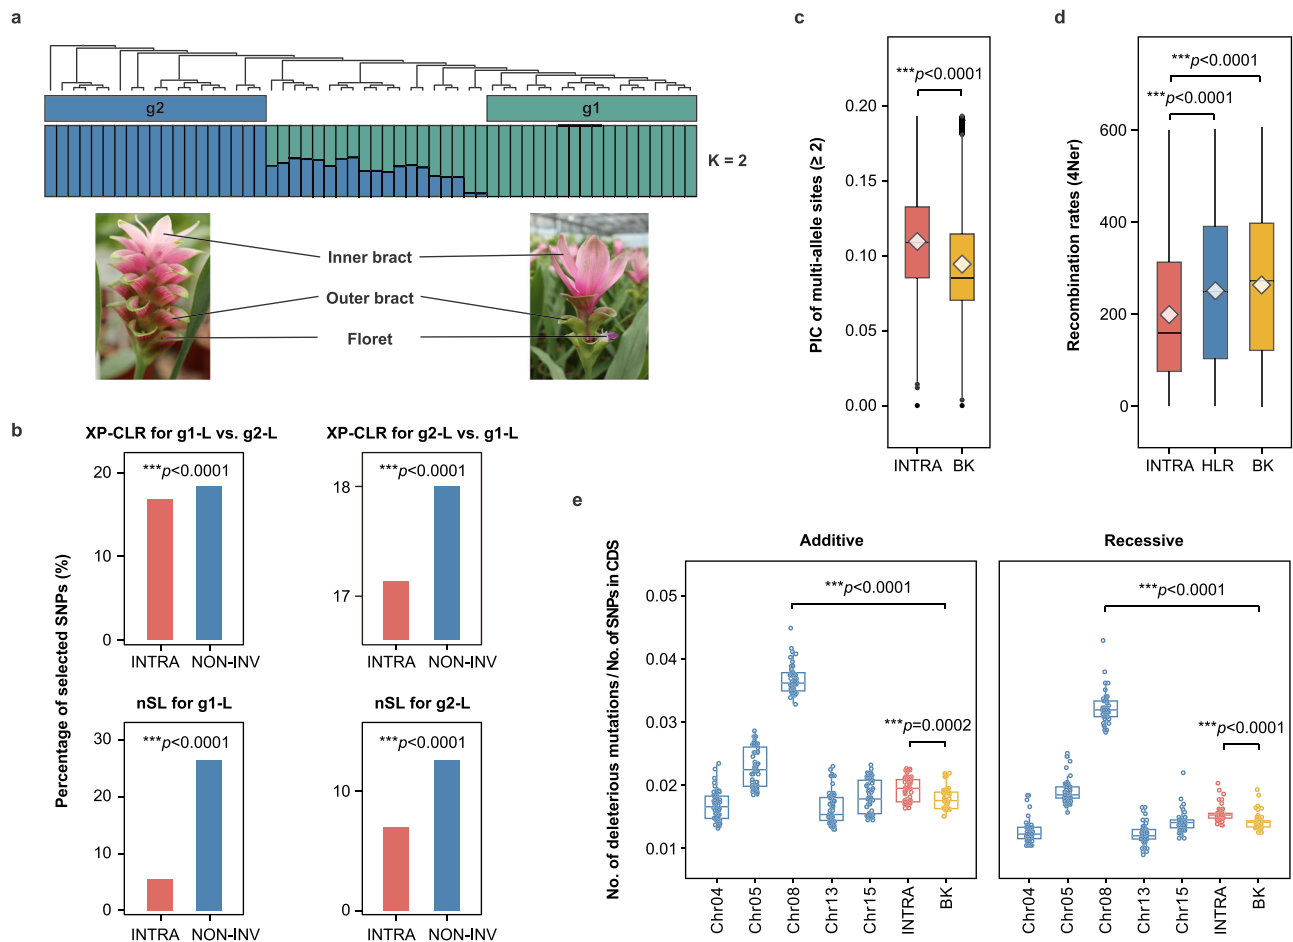 a
g2
g1
K = 2
Inner bract
Outer bract
Floret
b
XP-CLR for g1-L vs. g2-L
XP-CLR for g2-L vs. g1-L
Percentage of selected SNPs (%)
***p<0.0001
20
10
0
INTRA NON-INV
***p<0.0001
18
17
INTRA NON-INV
nSL for g1-L
nSL for g2-L
***p<0.0001
30
20
10
0
INTRA NON-INV
***p<0.0001
10
0
INTRA NON-INV
c
PIC of multi-allele sites (≥ 2)
***p<0.0001
0.20
0.15
0.10
0.05
0.00
INTRA BK
d
Recombination rates (4Ner)
***p<0.0001
***p<0.0001
600
400
200
0
INTRA HLR BK
e
No. of deleterious mutations / No. of SNPs in CDS
Additive
Recessive
0.05
0.04
0.03
0.02
0.01
***p<0.0001
***p=0.0002
Chr04 Chr05 Chr08 Chr13 Chr15 INTRA BK
***p<0.0001
***p<0.0001
Chr04 Chr05 Chr08 Chr13 Chr15 INTRA BK